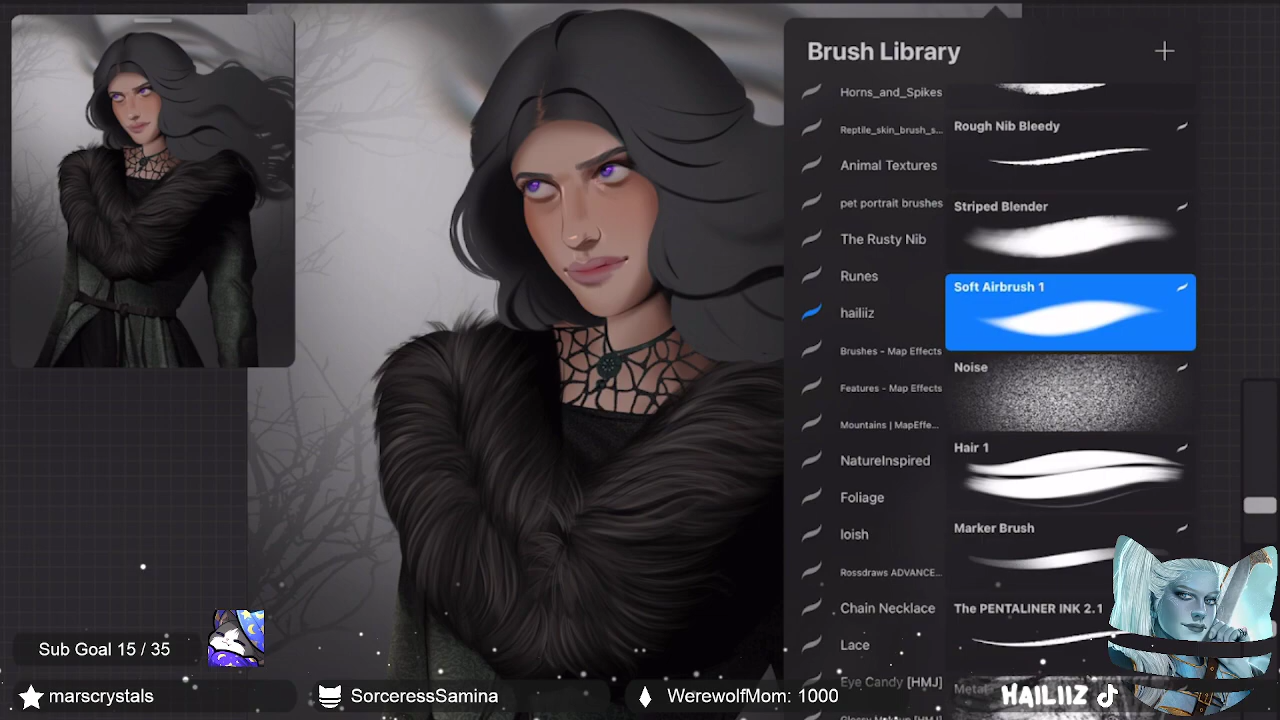 Brush Library
Horns_and_Spikes
Reptile_skin_brush_s...
Animal Textures
pet portrait brushes
The Rusty Nib
Runes
hailiiz
Brushes - Map Effects
Features - Map Effects
Mountains | MapEffe...
NatureInspired
Foliage
loish
Rossdraws ADVANCE...
Chain Necklace
Lace
Eye Candy [HMJ]
Rough Nib Bleedy
Striped Blender
Soft Airbrush 1
Noise
Hair 1
Marker Brush
The PENTALINER INK 2.1
Metal
Sub Goal 15 / 35
marscrystals
SorceressSamina
WerewolfMom: 1000
HAILIIZ